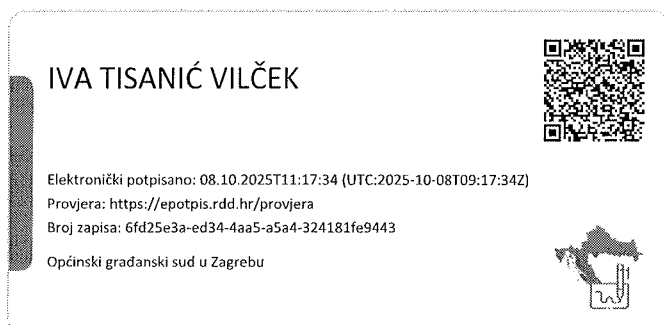 IVA TISANIĆ VILČEK
Elektronički potpisano: 08.10.2025T11:17:34 (UTC:2025-10-08T09:17:34Z)
Provjera: https://epotpis.rdd.hr/provjera
Broj zapisa: 6fd25e3a-ed34-4aa5-a5a4-324181fe9443
Općinski građanski sud u Zagrebu